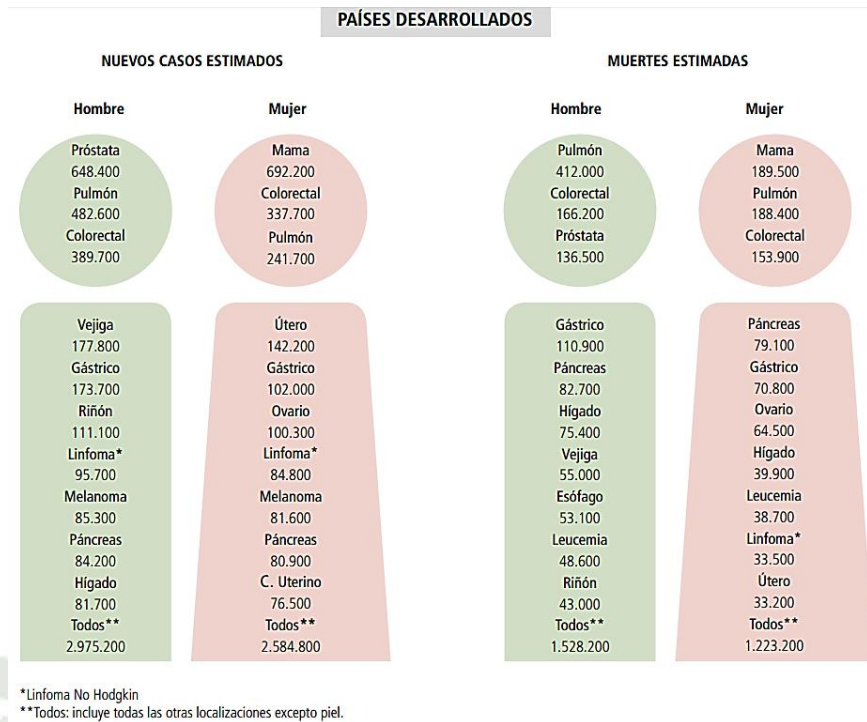 PAÍSES DESARROLLADOS
NUEVOS CASOS ESTIMADOS
Hombre
Próstata
648.400
Pulmón
482.600
Colorectal
389.700
Vejiga
177.800
Gástrico
173.700
Riñón
111.100
Linfoma*
95.700
Melanoma
85.300
Páncreas
84.200
Hígado
81.700
Todos**
2.975.200
Mujer
Mama
692.200
Colorectal
337.700
Pulmón
241.700
Útero
142.200
Gástrico
102.000
Ovario
100.300
Linfoma*
84.800
Melanoma
81.600
Páncreas
80.900
C. Uterino
76.500
Todos**
2.584.800
MUERTES ESTIMADAS
Hombre
Pulmón
412.000
Colorectal
166.200
Próstata
136.500
Gástrico
110.900
Páncreas
82.700
Hígado
75.400
Vejiga
55.000
Esófago
53.100
Leucemia
48.600
Riñón
43.000
Todos**
1.528.200
Mujer
Mama
189.500
Pulmón
188.400
Colorectal
153.900
Páncreas
79.100
Gástrico
70.800
Ovario
64.500
Hígado
39.900
Leucemia
38.700
Linfoma*
33.500
Útero
33.200
Todos**
1.223.200
*Linfoma No Hodgkin
**Todos: incluye todas las otras localizaciones excepto piel.